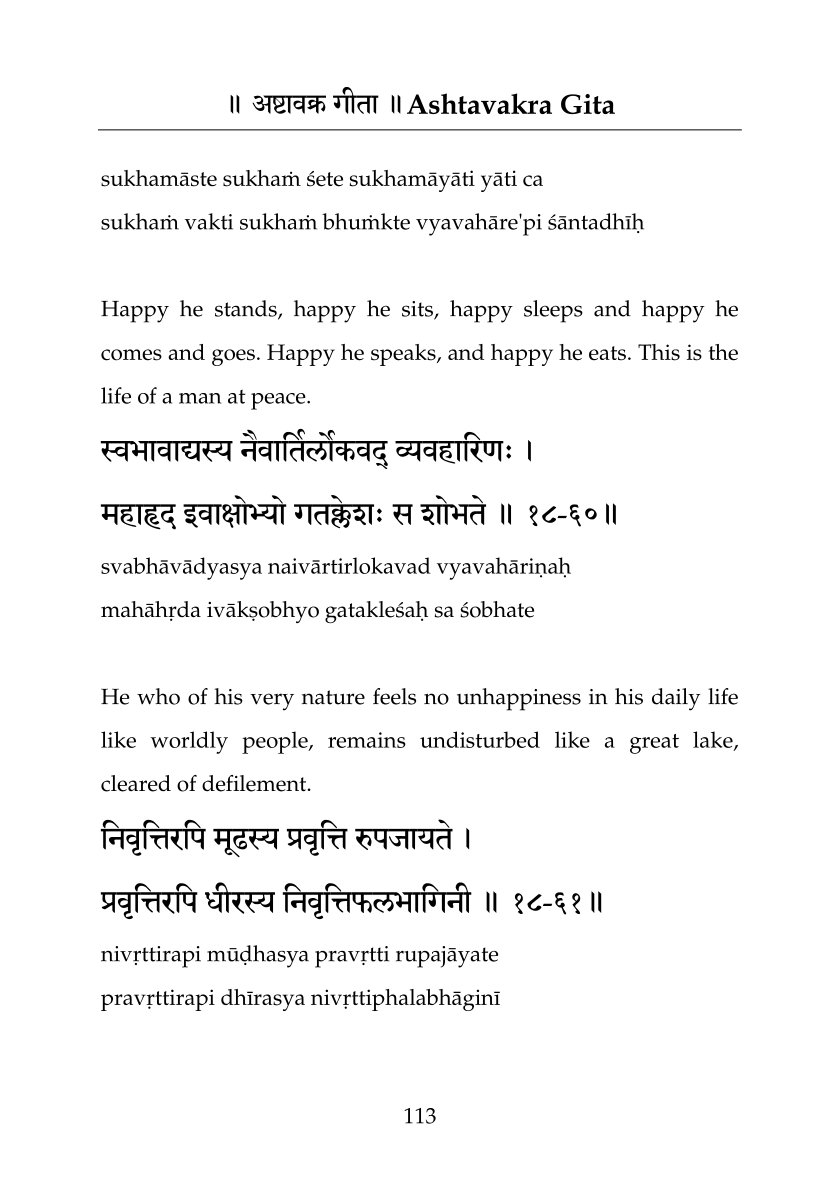 ॥ अष्टावक्र गीता ॥ Ashtavakra Gita
sukhamāste sukhaṁ śete sukhamāyāti yāti ca
sukhaṁ vakti sukhaṁ bhuṁkte vyavahāre'pi śāntadhīḥ
Happy he stands, happy he sits, happy sleeps and happy he
comes and goes. Happy he speaks, and happy he eats. This is the
life of a man at peace.
स्वभावाद्यस्य नैवार्तिर्लोकवद् व्यवहारिणः ।
महाहृद इवाक्षोभ्यो गतक्लेशः स शोभते ॥ १८-६०॥
svabhāvādyasya naivārtirlokavad vyavahāriṇaḥ
mahāhṛda ivākṣobhyo gatakleśaḥ sa śobhate
He who of his very nature feels no unhappiness in his daily life
like worldly people, remains undisturbed like a great lake,
cleared of defilement.
निवृत्तिरपि मूढस्य प्रवृत्ति रुपजायते ।
प्रवृत्तिरपि धीरस्य निवृत्तिफलभागिनी ॥ १८-६१॥
nivṛttirapi mūḍhasya pravṛtti rupajāyate
pravṛttirapi dhīrasya nivṛttiphalabhāginī
113